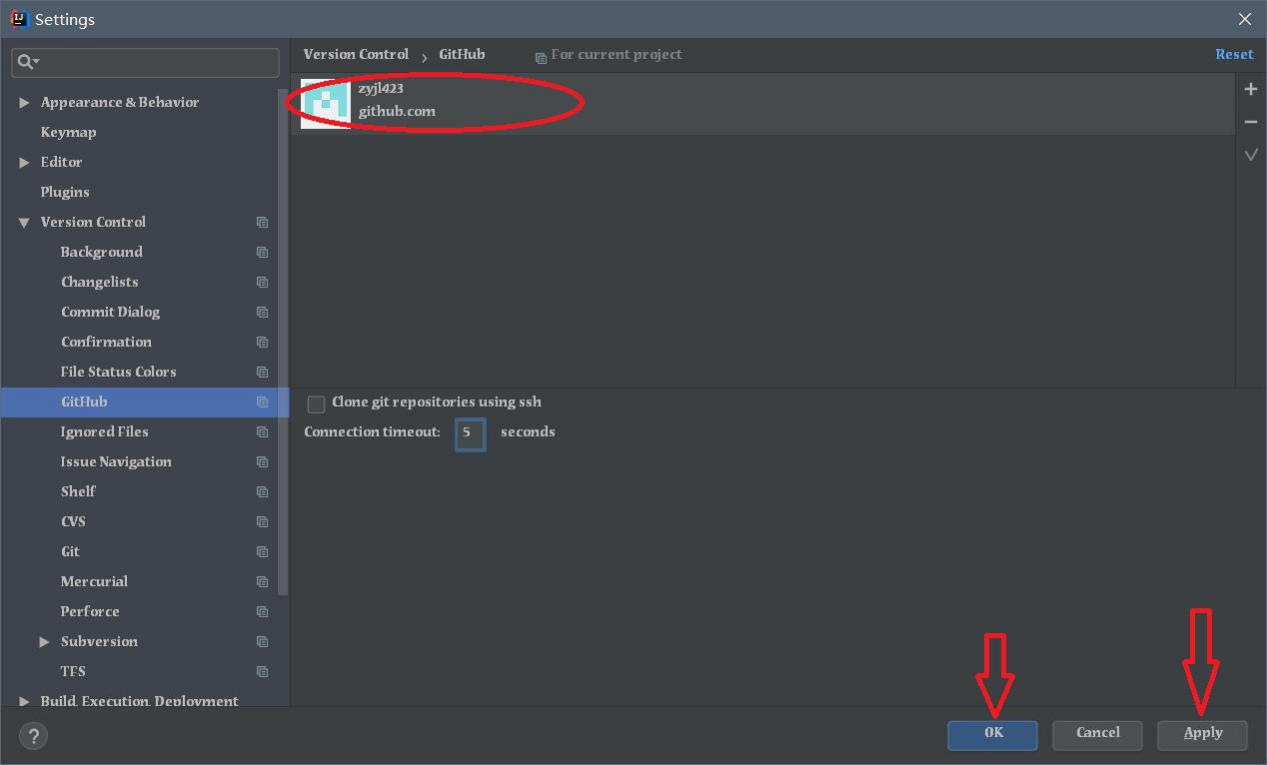 Settings
Version Control › GitHub For current project Reset
zyjl423
github.com
Appearance & Behavior
Keymap
Editor
Plugins
Version Control
Background
Changelists
Commit Dialog
Confirmation
File Status Colors
GitHub
Ignored Files
Issue Navigation
Shelf
CVS
Git
Mercurial
Perforce
Subversion
TFS
Build, Execution, Deployment
Clone git repositories using ssh
Connection timeout: 5 seconds
? OK Cancel Apply